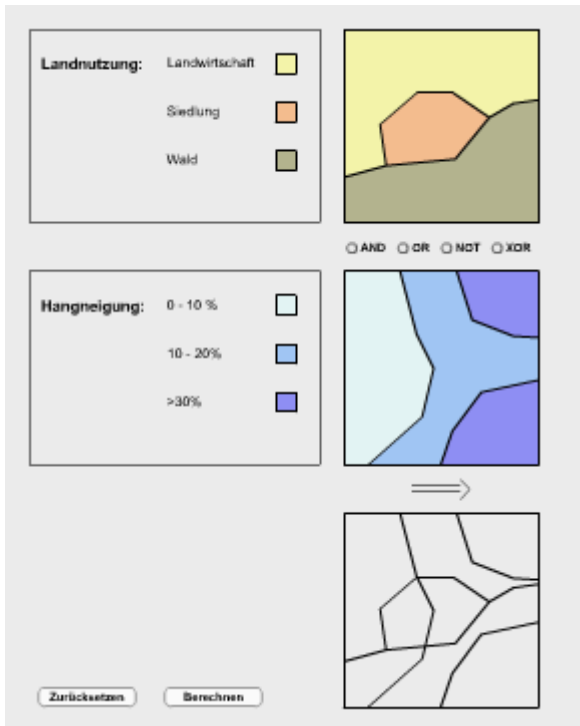 Landnutzung: Landwirtschaft
Siedlung
Wald
AND OR NOT XOR
Hangneigung: 0 - 10 %
10 - 20%
>30%
Zurücksetzen Berechnen